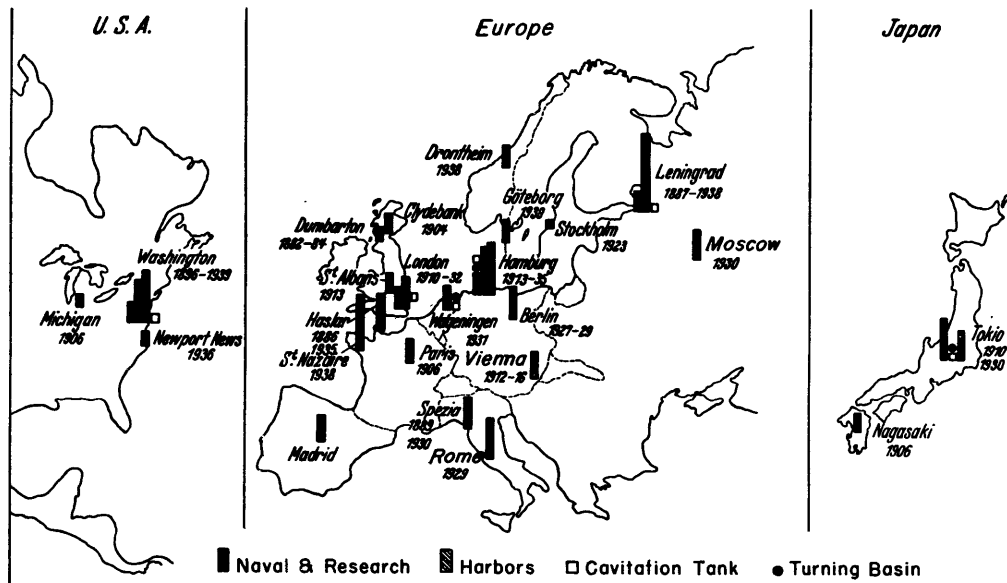 U. S. A.
Europe
Japan
Drontheim
1938
Leningrad
1887-1938
Göteborg
1938
Clydebank
1904
Dumbarton
1882-84
Stockholm
1923
Moscow
1930
Washington
1896-1939
St. Albans
1913
London
1910-32
Hamburg
1913-35
Michigan
1906
Newport News
1936
Haslar
1886
1935
Wageningen
1931
Berlin
1927-29
St. Nazaire
1938
Paris
1906
Vienna
1912-16
Tokio
1910
1930
Spezia
1889
1930
Madrid
Rome
1929
Nagasaki
1906
Naval & Research
Harbors
Cavitation Tank
Turning Basin